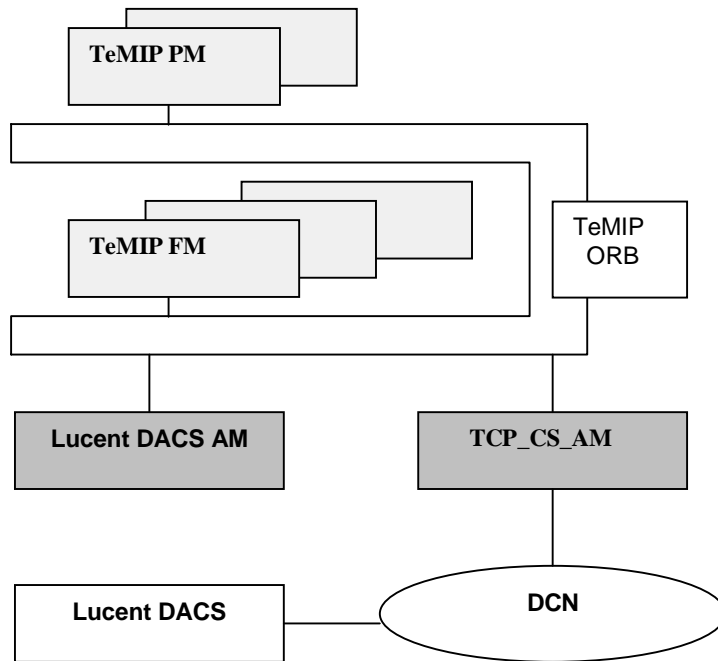 TeMIP PM
TeMIP FM
TeMIP
ORB
Lucent DACS AM
TCP_CS_AM
Lucent DACS
DCN